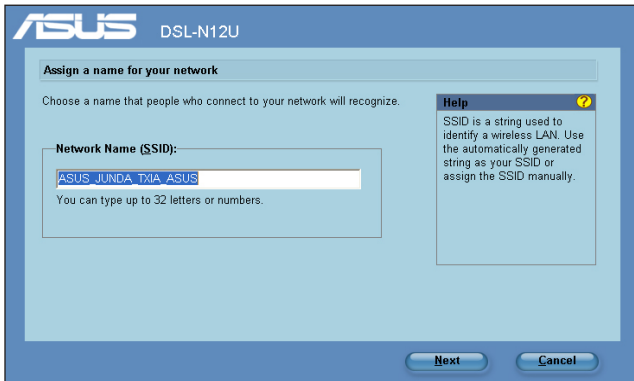 ASUS DSL-N12U
Assign a name for your network
Choose a name that people who connect to your network will recognize.
Network Name (SSID):
ASUS_JUNDA_TXIA_ASUS
You can type up to 32 letters or numbers.
Help ?
SSID is a string used to
identify a wireless LAN. Use
the automatically generated
string as your SSID or
assign the SSID manually.
Next Cancel